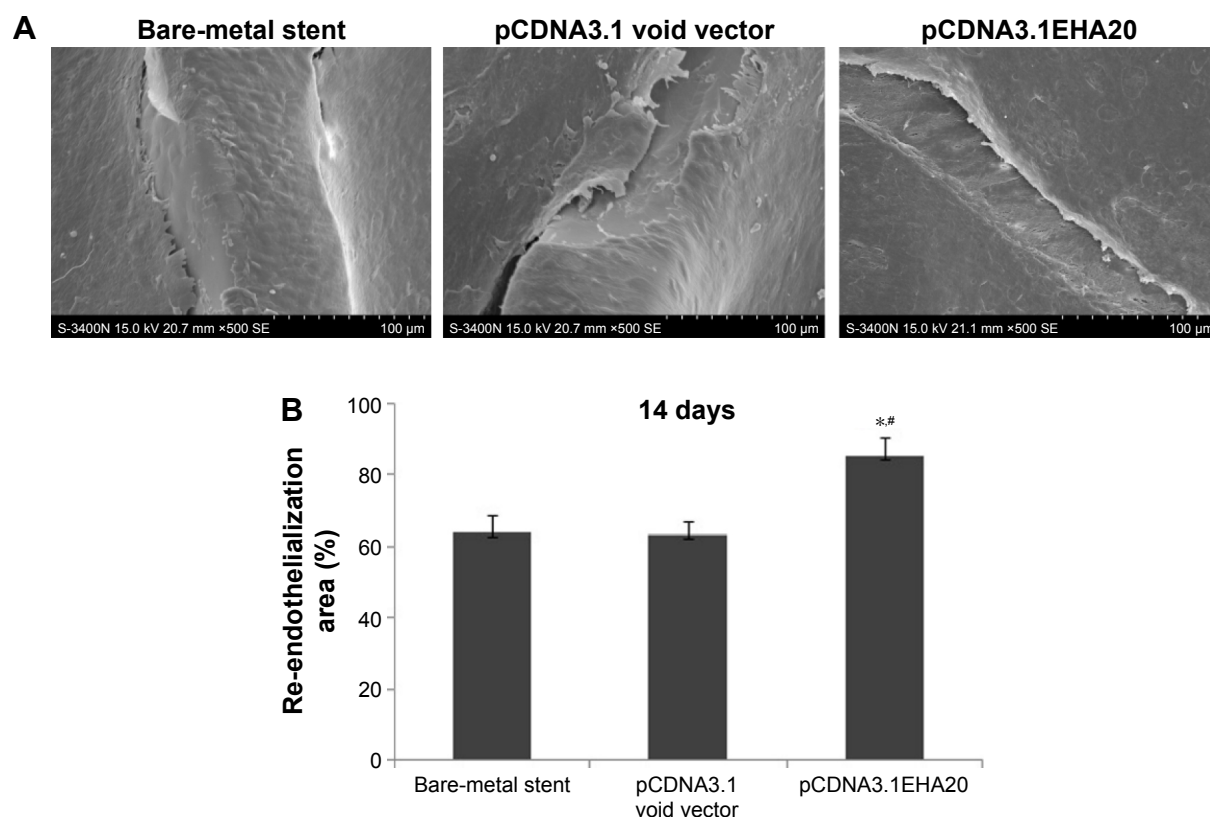 A
Bare-metal stent
pCDNA3.1 void vector
pCDNA3.1EHA20
S-3400N 15.0 kV 20.7 mm ×500 SE
100 µm
S-3400N 15.0 kV 20.7 mm ×500 SE
100 µm
S-3400N 15.0 kV 21.1 mm ×500 SE
100 µm
B
14 days
Re-endothelialization
area (%)
100
80
60
40
20
0
*,#
Bare-metal stent
pCDNA3.1
void vector
pCDNA3.1EHA20